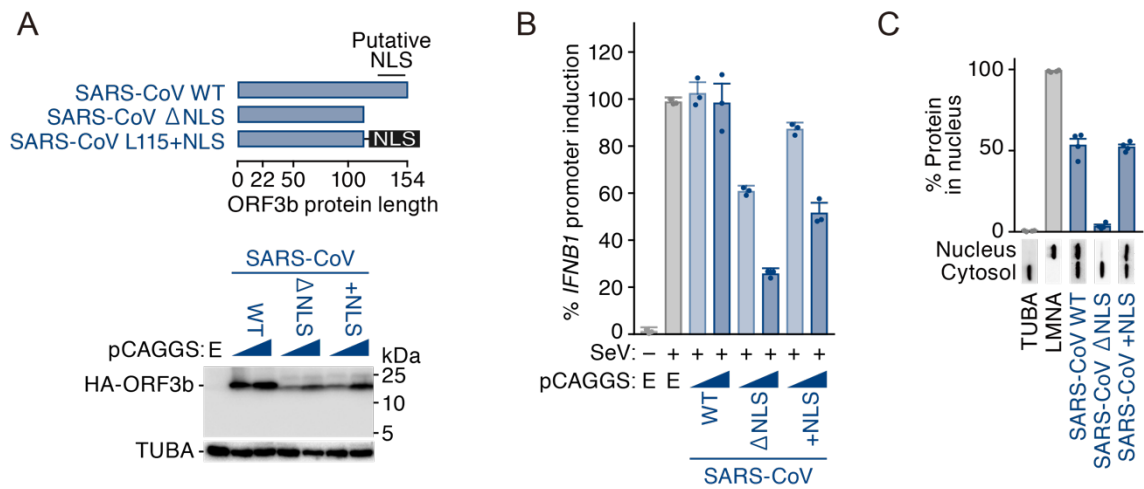 A
Putative
NLS
SARS-CoV WT
SARS-CoV ΔNLS
SARS-CoV L115+NLS
NLS
0 22 50 100 154
ORF3b protein length
SARS-CoV
WT ΔNLS +NLS
pCAGGS: E
kDa
HA-ORF3b
25
10
5
TUBA
B
% IFNB1 promoter induction
120
100
80
60
40
20
0
SeV: – + + + + + + +
pCAGGS: E E
WT ΔNLS +NLS
SARS-CoV
C
% Protein
in nucleus
100
50
0
Nucleus
Cytosol
TUBA
LMNA
SARS-CoV WT
SARS-CoV ΔNLS
SARS-CoV +NLS